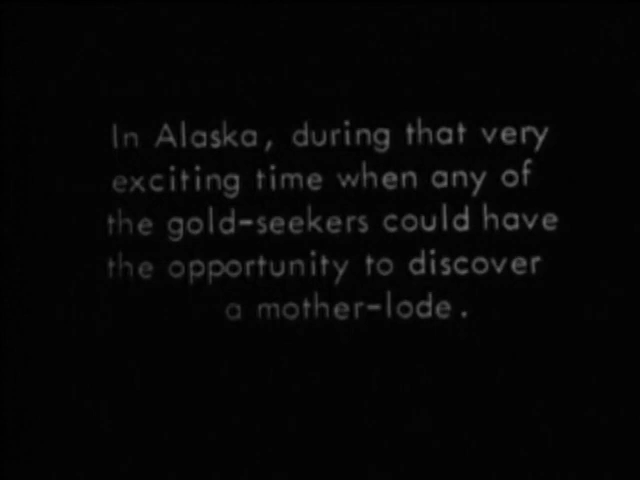 In Alaska, during that very
exciting time when any of
the gold-seekers could have
the opportunity to discover
a mother-lode.